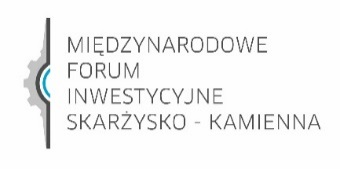 MIĘDZYNARODOWE
FORUM
INWESTYCYJNE
SKARŻYSKO - KAMIENNA